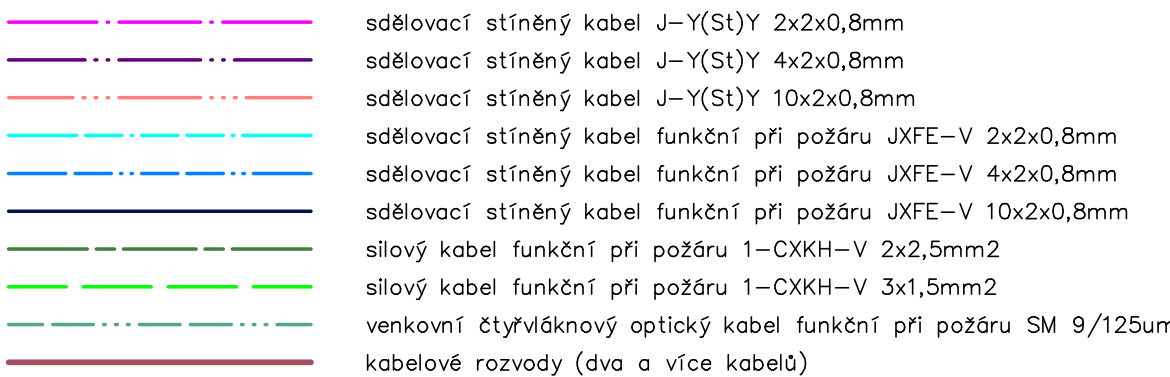 sdělovací stíněný kabel J-Y(St)Y 2x2x0,8mm
sdělovací stíněný kabel J-Y(St)Y 4x2x0,8mm
sdělovací stíněný kabel J-Y(St)Y 10x2x0,8mm
sdělovací stíněný kabel funkční při požáru JXFE-V 2x2x0,8mm
sdělovací stíněný kabel funkční při požáru JXFE-V 4x2x0,8mm
sdělovací stíněný kabel funkční při požáru JXFE-V 10x2x0,8mm
silový kabel funkční při požáru 1-CXKH-V 2x2,5mm2
silový kabel funkční při požáru 1-CXKH-V 3x1,5mm2
venkovní čtyřvláknový optický kabel funkční při požáru SM 9/125um
kabelové rozvody (dva a více kabelů)